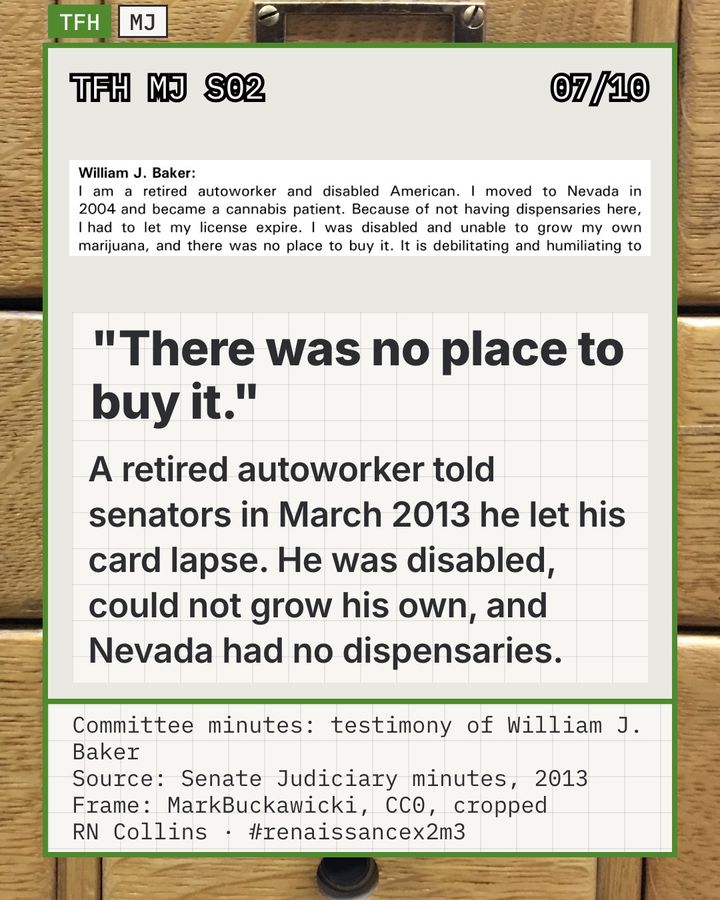 TFH MJ
TFH MJ S02 07/10
William J. Baker:
I am a retired autoworker and disabled American. I moved to Nevada in
2004 and became a cannabis patient. Because of not having dispensaries here,
I had to let my license expire. I was disabled and unable to grow my own
marijuana, and there was no place to buy it. It is debilitating and humiliating to
"There was no place to
buy it."
A retired autoworker told
senators in March 2013 he let his
card lapse. He was disabled,
could not grow his own, and
Nevada had no dispensaries.
Committee minutes: testimony of William J.
Baker
Source: Senate Judiciary minutes, 2013
Frame: MarkBuckawicki, CC0, cropped
RN Collins · #renaissancex2m3